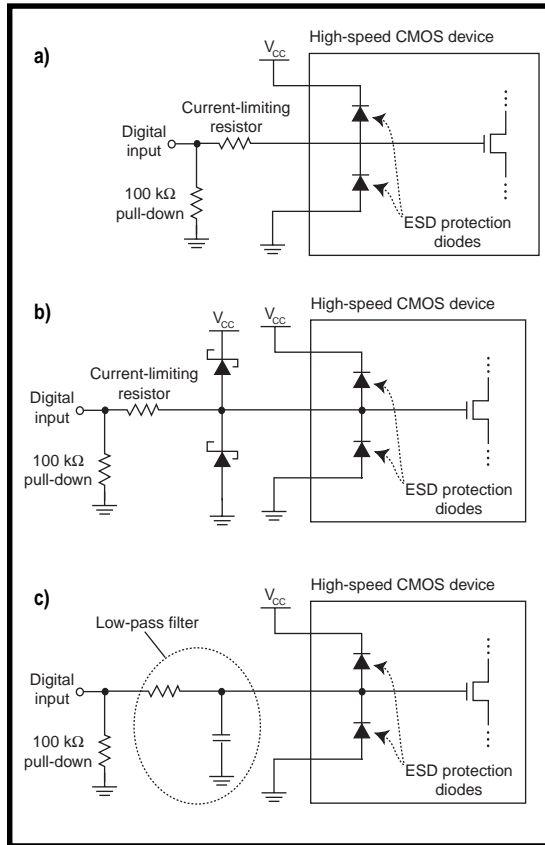 High-speed CMOS device
a)
VCC
Current-limiting
resistor
Digital
input
100 kΩ
pull-down
ESD protection
diodes
High-speed CMOS device
b)
VCC
VCC
Current-limiting
resistor
Digital
input
100 kΩ
pull-down
ESD protection
diodes
High-speed CMOS device
c)
VCC
Low-pass filter
Digital
input
100 kΩ
pull-down
ESD protection
diodes